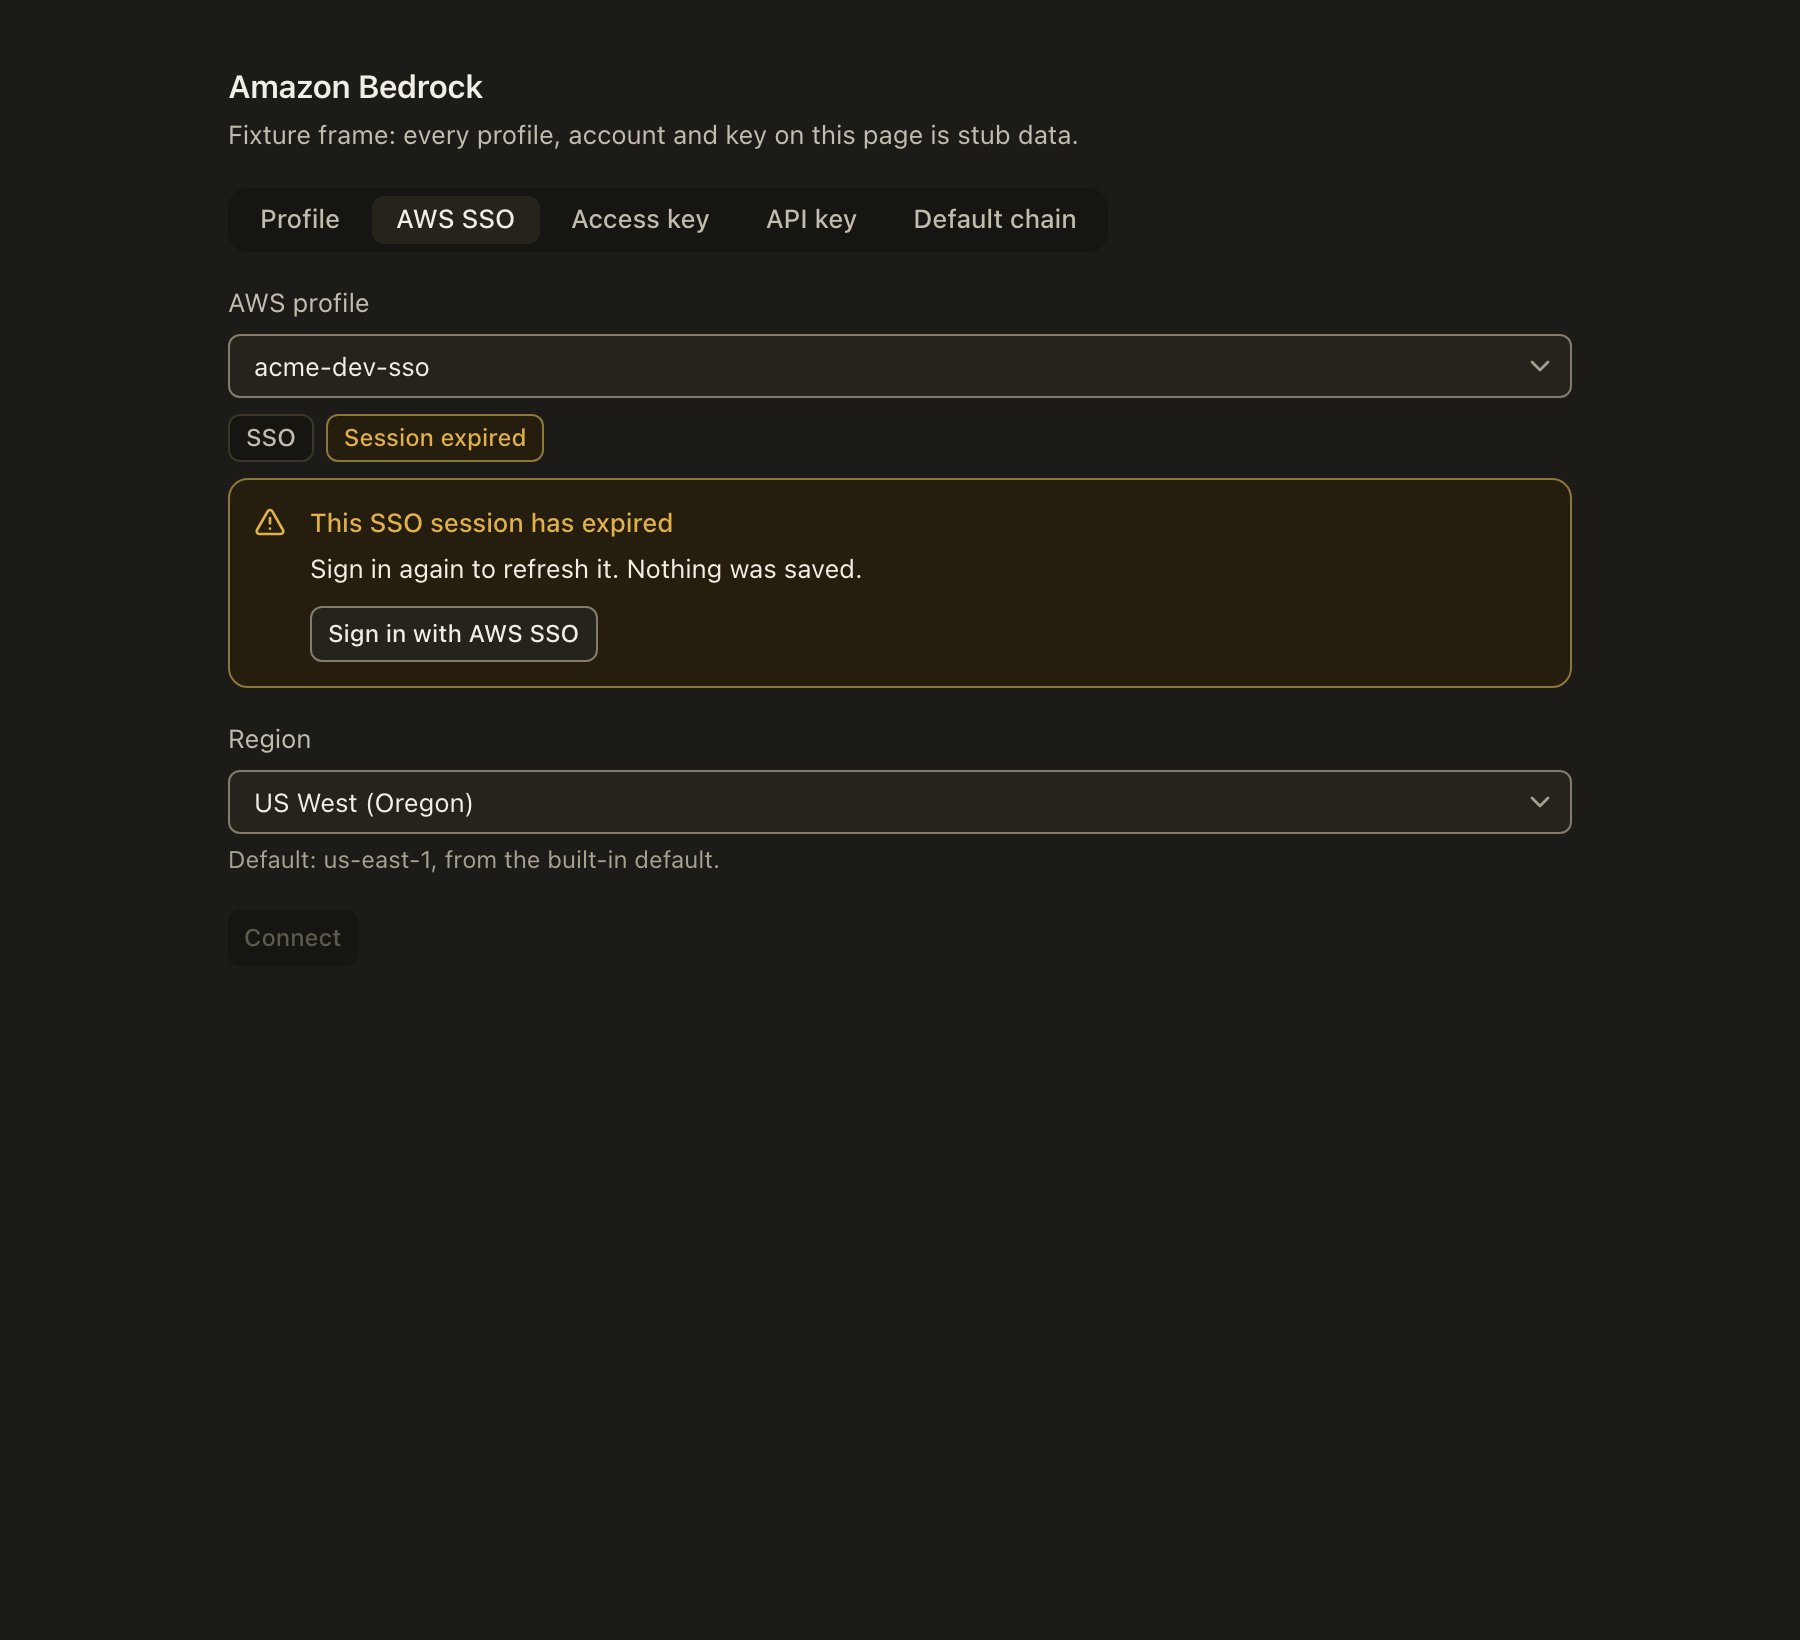 Amazon Bedrock
Fixture frame: every profile, account and key on this page is stub data.
Profile AWS SSO Access key API key Default chain
AWS profile
acme-dev-sso
SSO Session expired
This SSO session has expired
Sign in again to refresh it. Nothing was saved.
Sign in with AWS SSO
Region
US West (Oregon)
Default: us-east-1, from the built-in default.
Connect